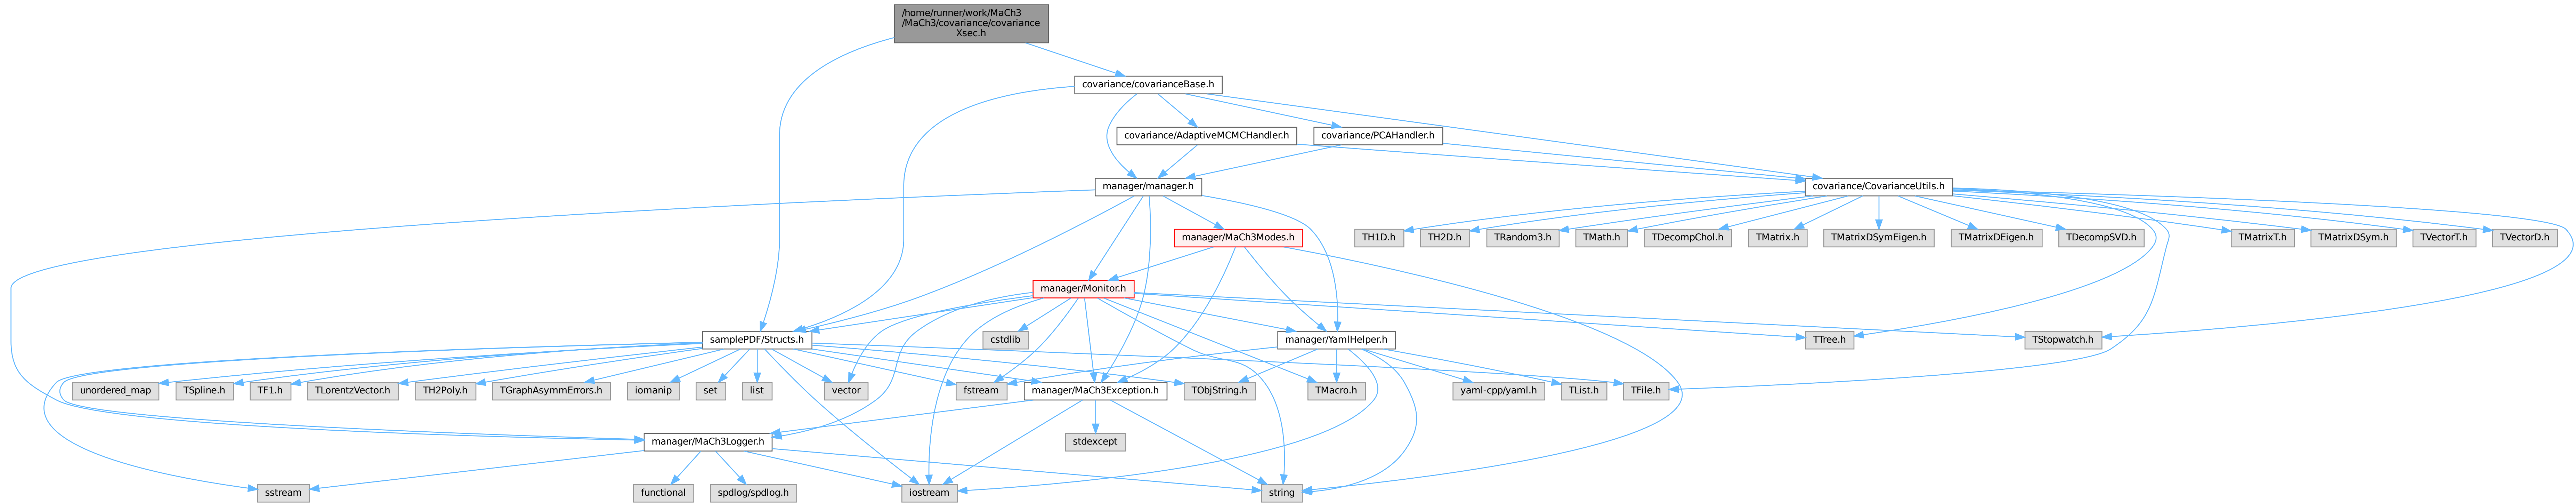 /home/runner/work/MaCh3
/MaCh3/covariance/covariance
Xsec.h
covariance/covarianceBase.h
covariance/AdaptiveMCMCHandler.h
covariance/PCAHandler.h
manager/manager.h
covariance/CovarianceUtils.h
manager/MaCh3Modes.h
TH1D.h
TH2D.h
TRandom3.h
TMath.h
TDecompChol.h
TMatrix.h
TMatrixDSymEigen.h
TMatrixDEigen.h
TDecompSVD.h
TMatrixT.h
TMatrixDSym.h
TVectorT.h
TVectorD.h
manager/Monitor.h
samplePDF/Structs.h
cstdlib
manager/YamlHelper.h
TTree.h
TStopwatch.h
unordered_map
TSpline.h
TF1.h
TLorentzVector.h
TH2Poly.h
TGraphAsymmErrors.h
iomanip
set
list
vector
fstream
manager/MaCh3Exception.h
TObjString.h
TMacro.h
yaml-cpp/yaml.h
TList.h
TFile.h
manager/MaCh3Logger.h
stdexcept
sstream
functional
spdlog/spdlog.h
iostream
string